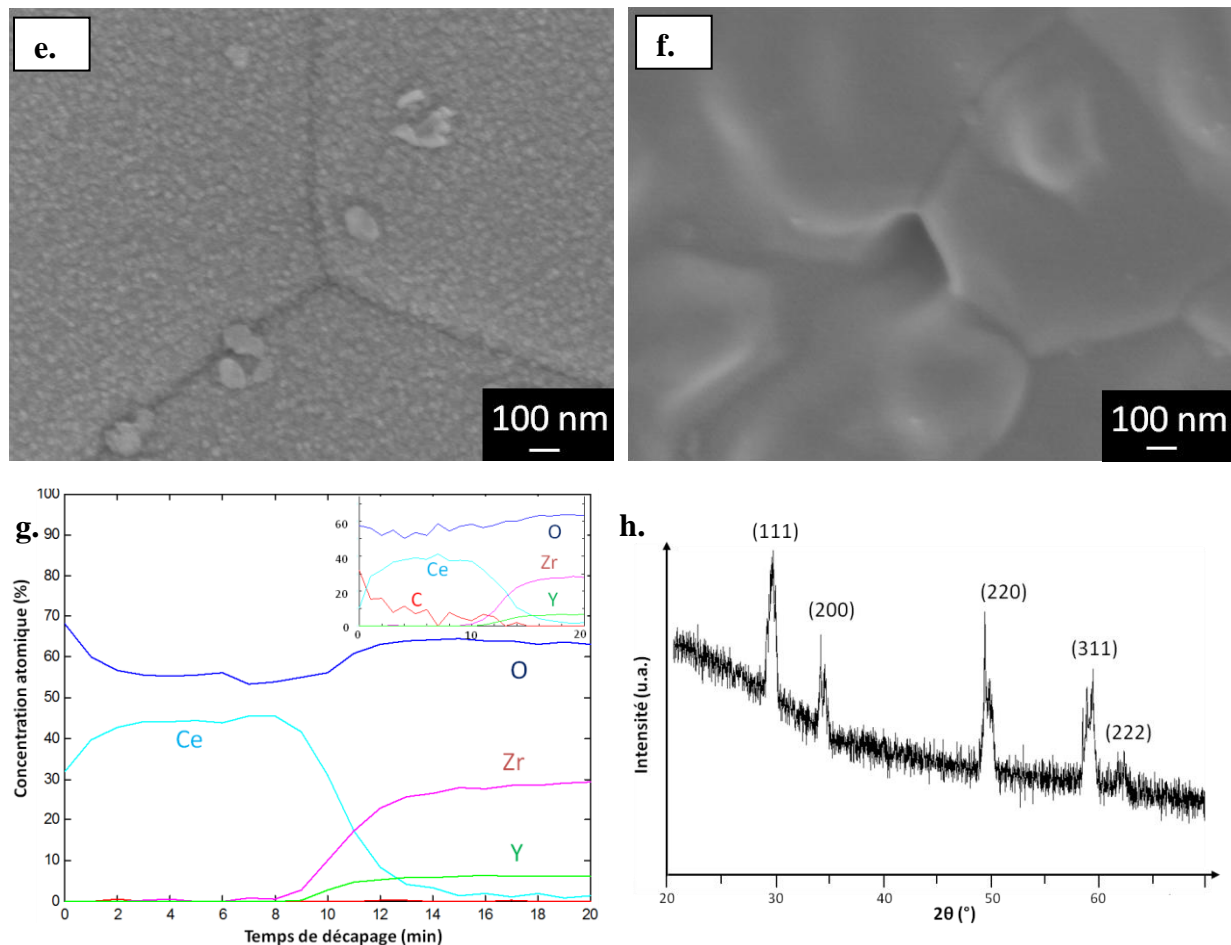 e.
100 nm
f.
100 nm
g.
Concentration atomique (%)
100
90
80
70
60
50
40
30
20
10
0
O
Ce
Zr
Y
0 2 4 6 8 10 12 14 16 18 20
Temps de décapage (min)
60
40
20
0
O
Zr
Ce
C
Y
0 10 20
h.
Intensité (u.a.)
(111)
(200)
(220)
(311)
(222)
20 30 40 50 60
2θ (°)